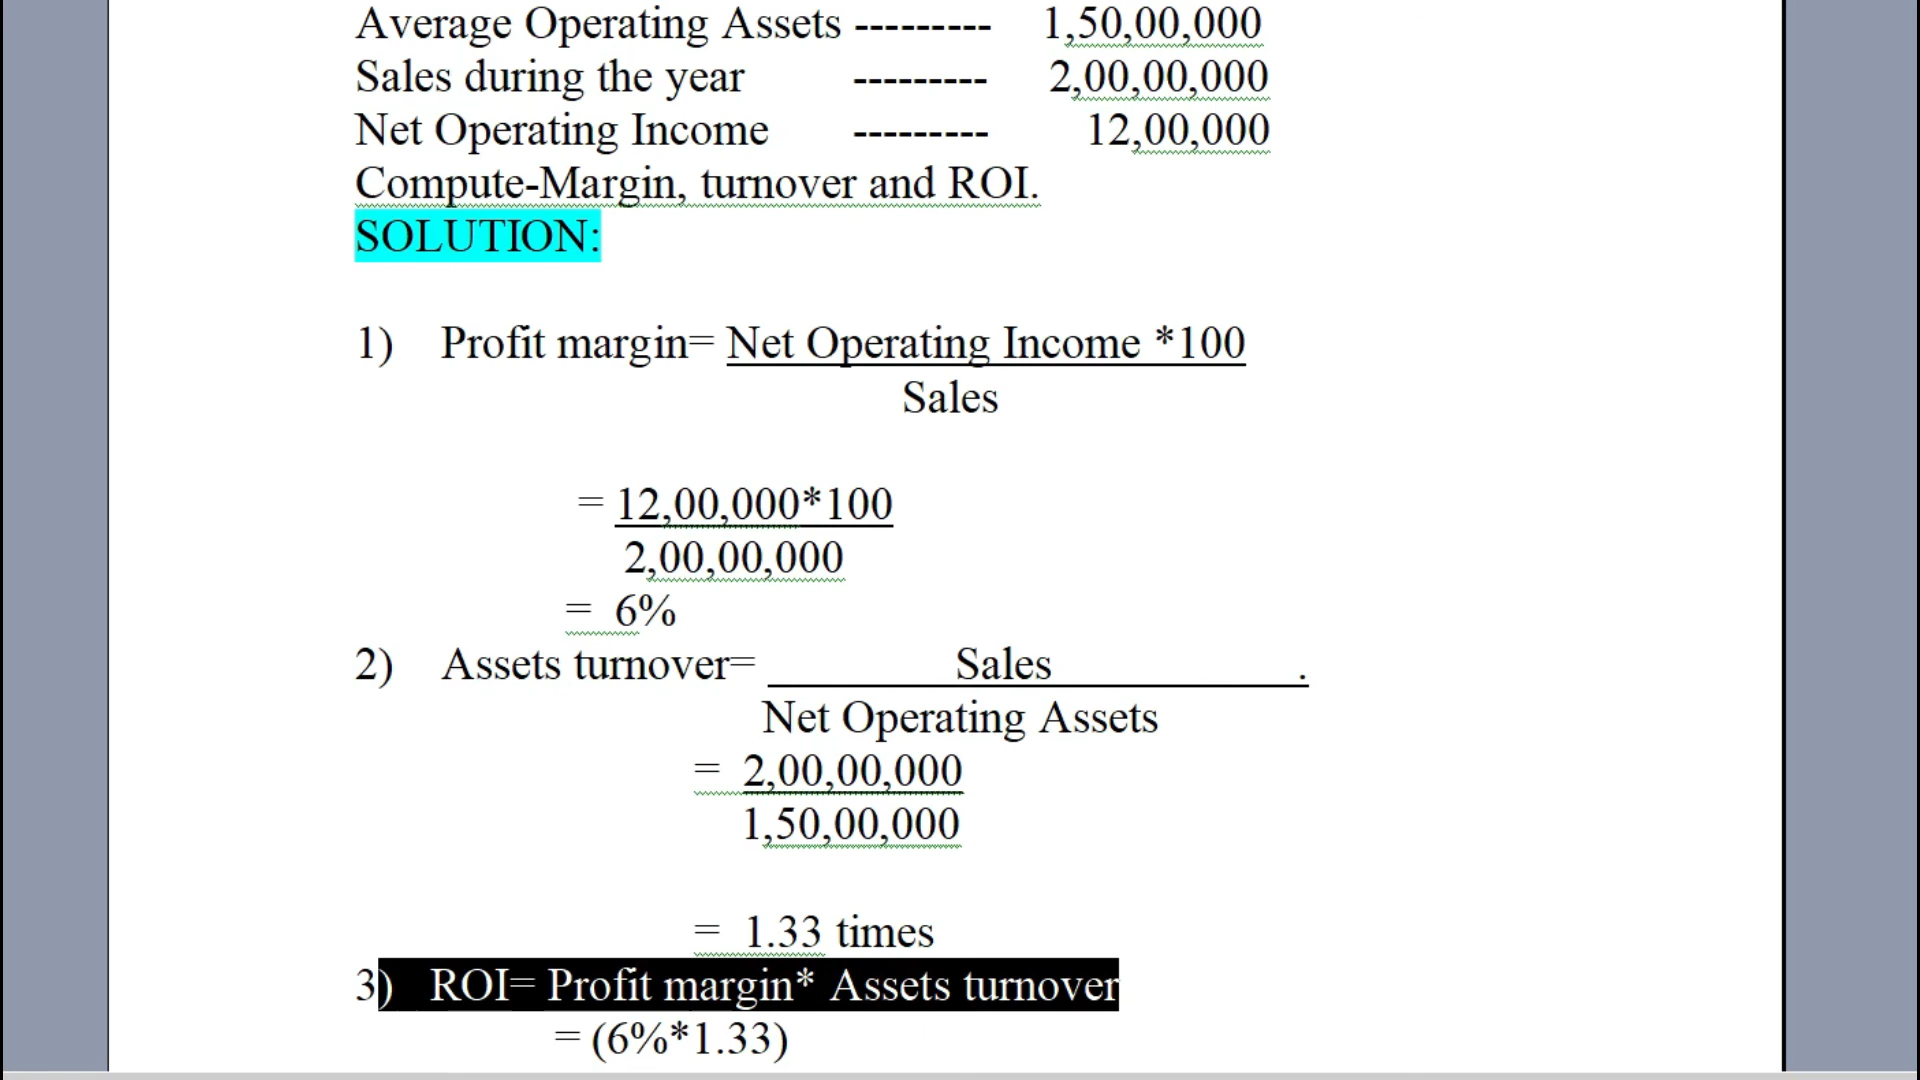 Average Operating Assets --------- 1,50,00,000
Sales during the year --------- 2,00,00,000
Net Operating Income --------- 12,00,000
Compute-Margin, turnover and ROI.
SOLUTION:
1) Profit margin= Net Operating Income *100
Sales
= 12,00,000*100
2,00,00,000
= 6%
2) Assets turnover= Sales .
Net Operating Assets
= 2,00,00,000
1,50,00,000
= 1.33 times
3) ROI= Profit margin* Assets turnover
= (6%*1.33)